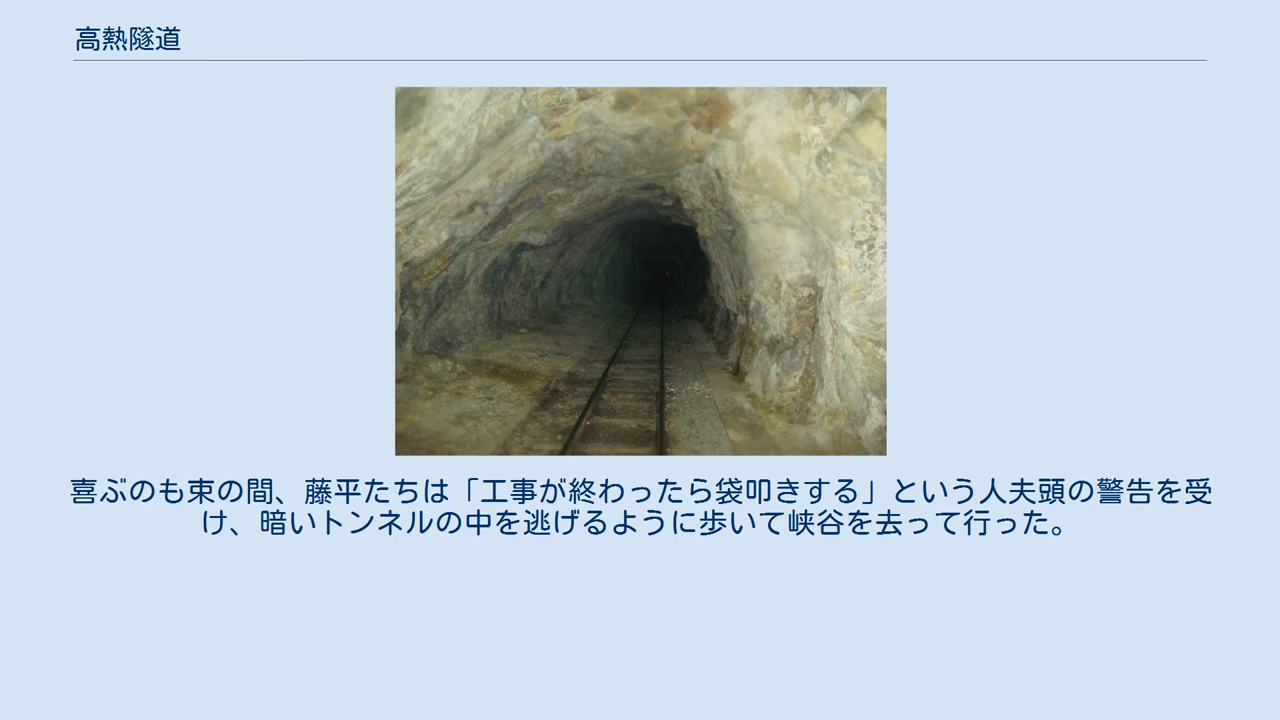 高熱隧道
喜ぶのも束の間、藤平たちは「工事が終わったら袋叩きする」という人夫頭の警告を受
け、暗いトンネルの中を逃げるように歩いて峡谷を去って行った。